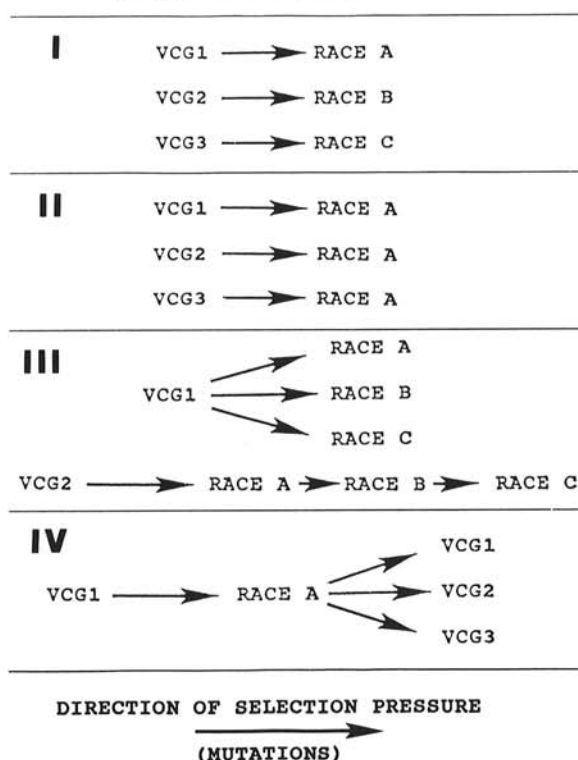 I
VCG1 RACE A
VCG2 RACE B
VCG3 RACE C
II
VCG1 RACE A
VCG2 RACE A
VCG3 RACE A
III
RACE A
VCG1 RACE B
RACE C
VCG2 RACE A RACE B RACE C
IV
VCG1
VCG1 RACE A VCG2
VCG3
DIRECTION OF SELECTION PRESSURE
(MUTATIONS)